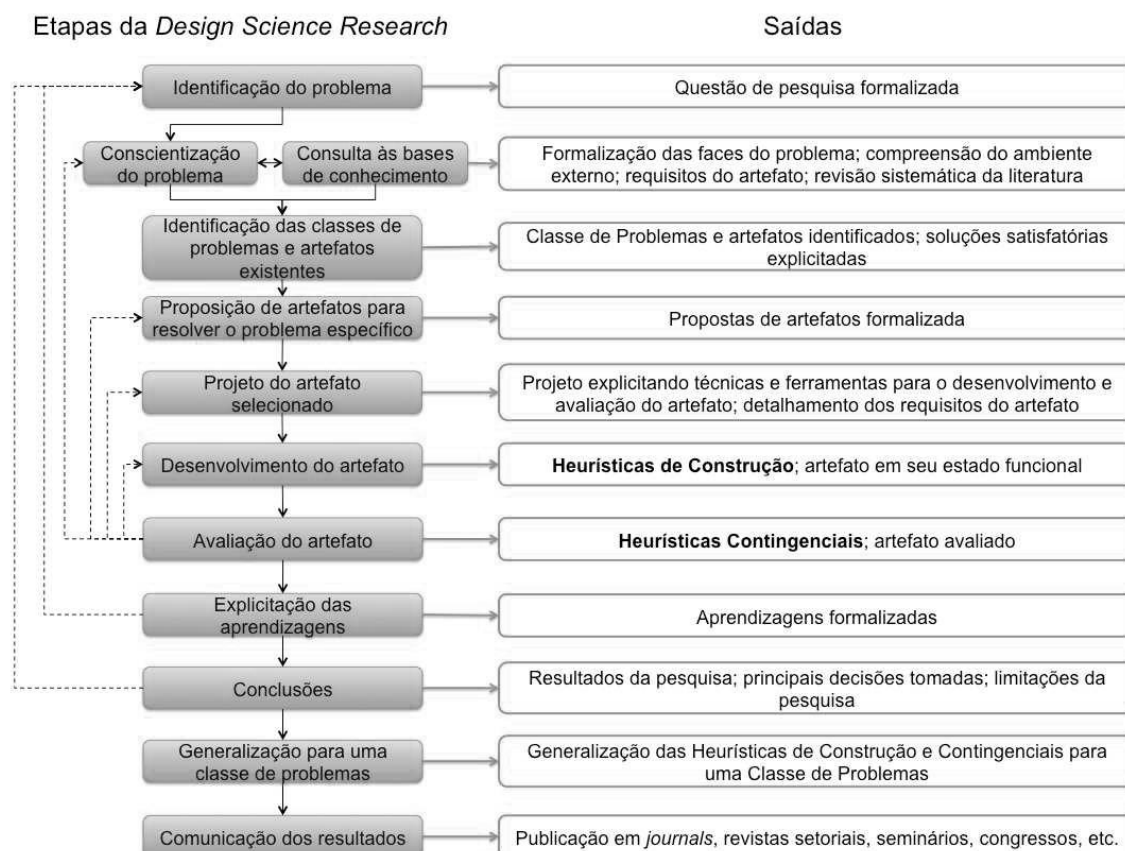 Etapas da Design Science Research
Saídas
Identificação do problema
Questão de pesquisa formalizada
Conscientização
do problema
Consulta às bases
de conhecimento
Formalização das faces do problema; compreensão do ambiente
externo; requisitos do artefato; revisão sistemática da literatura
Identificação das classes de
problemas e artefatos
existentes
Classe de Problemas e artefatos identificados; soluções satisfatórias
explicitadas
Proposição de artefatos para
resolver o problema específico
Propostas de artefatos formalizada
Projeto do artefato
selecionado
Projeto explicitando técnicas e ferramentas para o desenvolvimento e
avaliação do artefato; detalhamento dos requisitos do artefato
Desenvolvimento do artefato
Heurísticas de Construção; artefato em seu estado funcional
Avaliação do artefato
Heurísticas Contingenciais; artefato avaliado
Explicitação das
aprendizagens
Aprendizagens formalizadas
Conclusões
Resultados da pesquisa; principais decisões tomadas; limitações da
pesquisa
Generalização para uma
classe de problemas
Generalização das Heurísticas de Construção e Contingenciais para
uma Classe de Problemas
Comunicação dos resultados
Publicação em journals, revistas setoriais, seminários, congressos, etc.